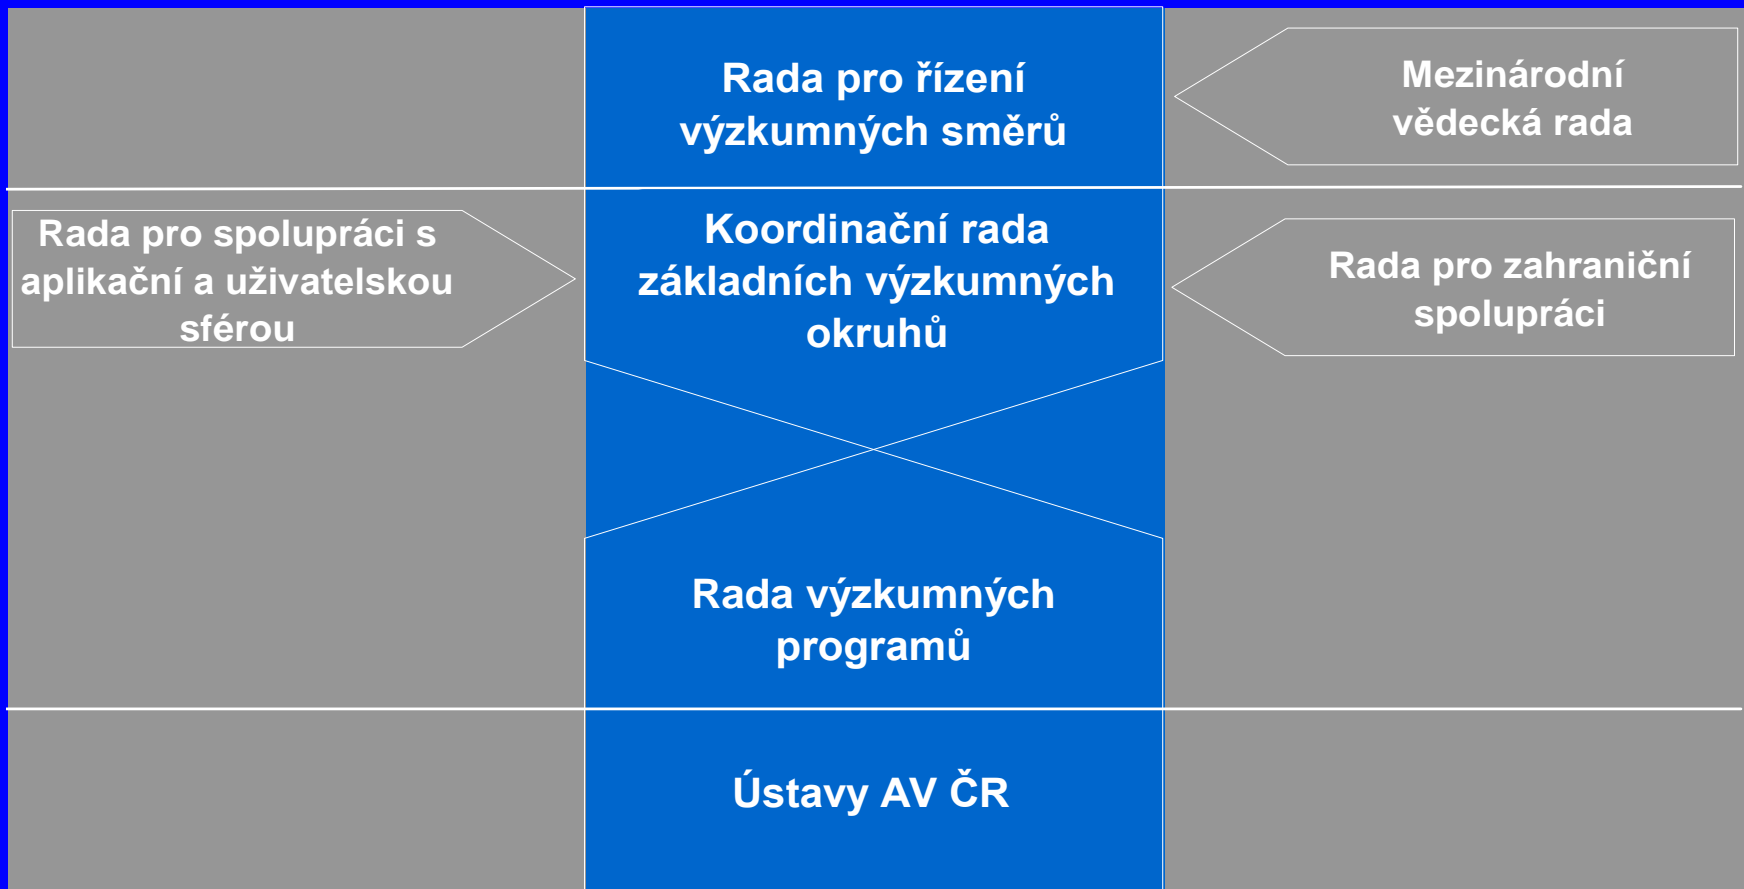 Rada pro řízení
výzkumných směrů
Mezinárodní
vědecká rada
Rada pro spolupráci s
aplikační a uživatelskou
sférou
Koordinační rada
základních výzkumných
okruhů
Rada pro zahraniční
spolupráci
Rada výzkumných
programů
Ústavy AV ČR